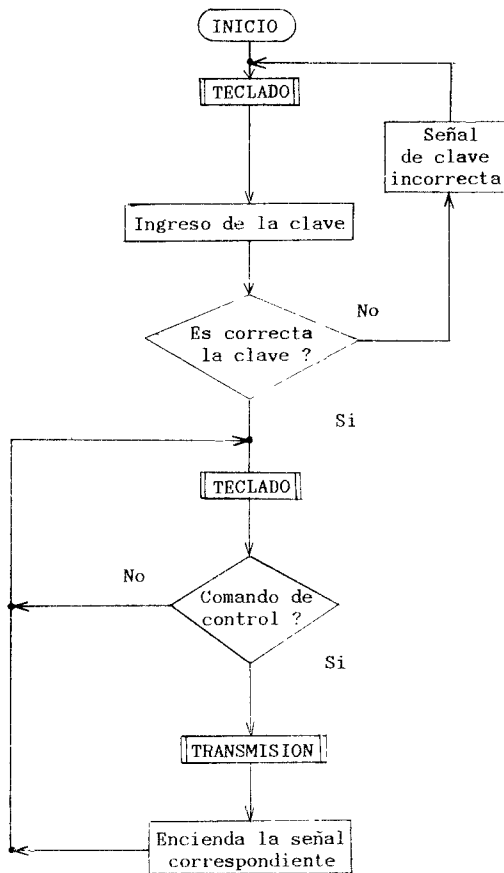 INICIO
TECLADO
Señal
de clave
incorrecta
Ingreso de la clave
No
Es correcta
la clave ?
Si
TECLADO
No
Comando de
control ?
Si
TRANSMISION
Encienda la señal
correspondiente